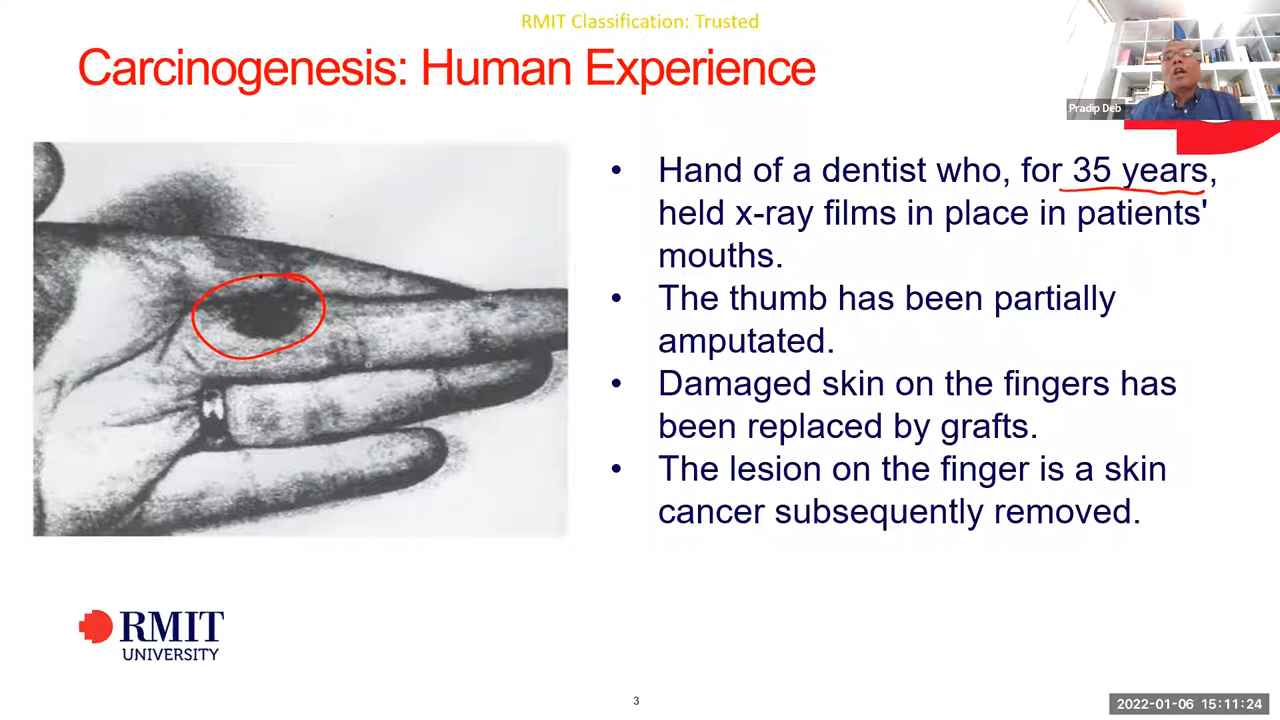 RMIT Classification: Trusted
Carcinogenesis: Human Experience
Pradip Deb
• Hand of a dentist who, for 35 years,
held x-ray films in place in patients'
mouths.
• The thumb has been partially
amputated.
• Damaged skin on the fingers has
been replaced by grafts.
• The lesion on the finger is a skin
cancer subsequently removed.
RMIT
UNIVERSITY
3
2022-01-06 15:11:24